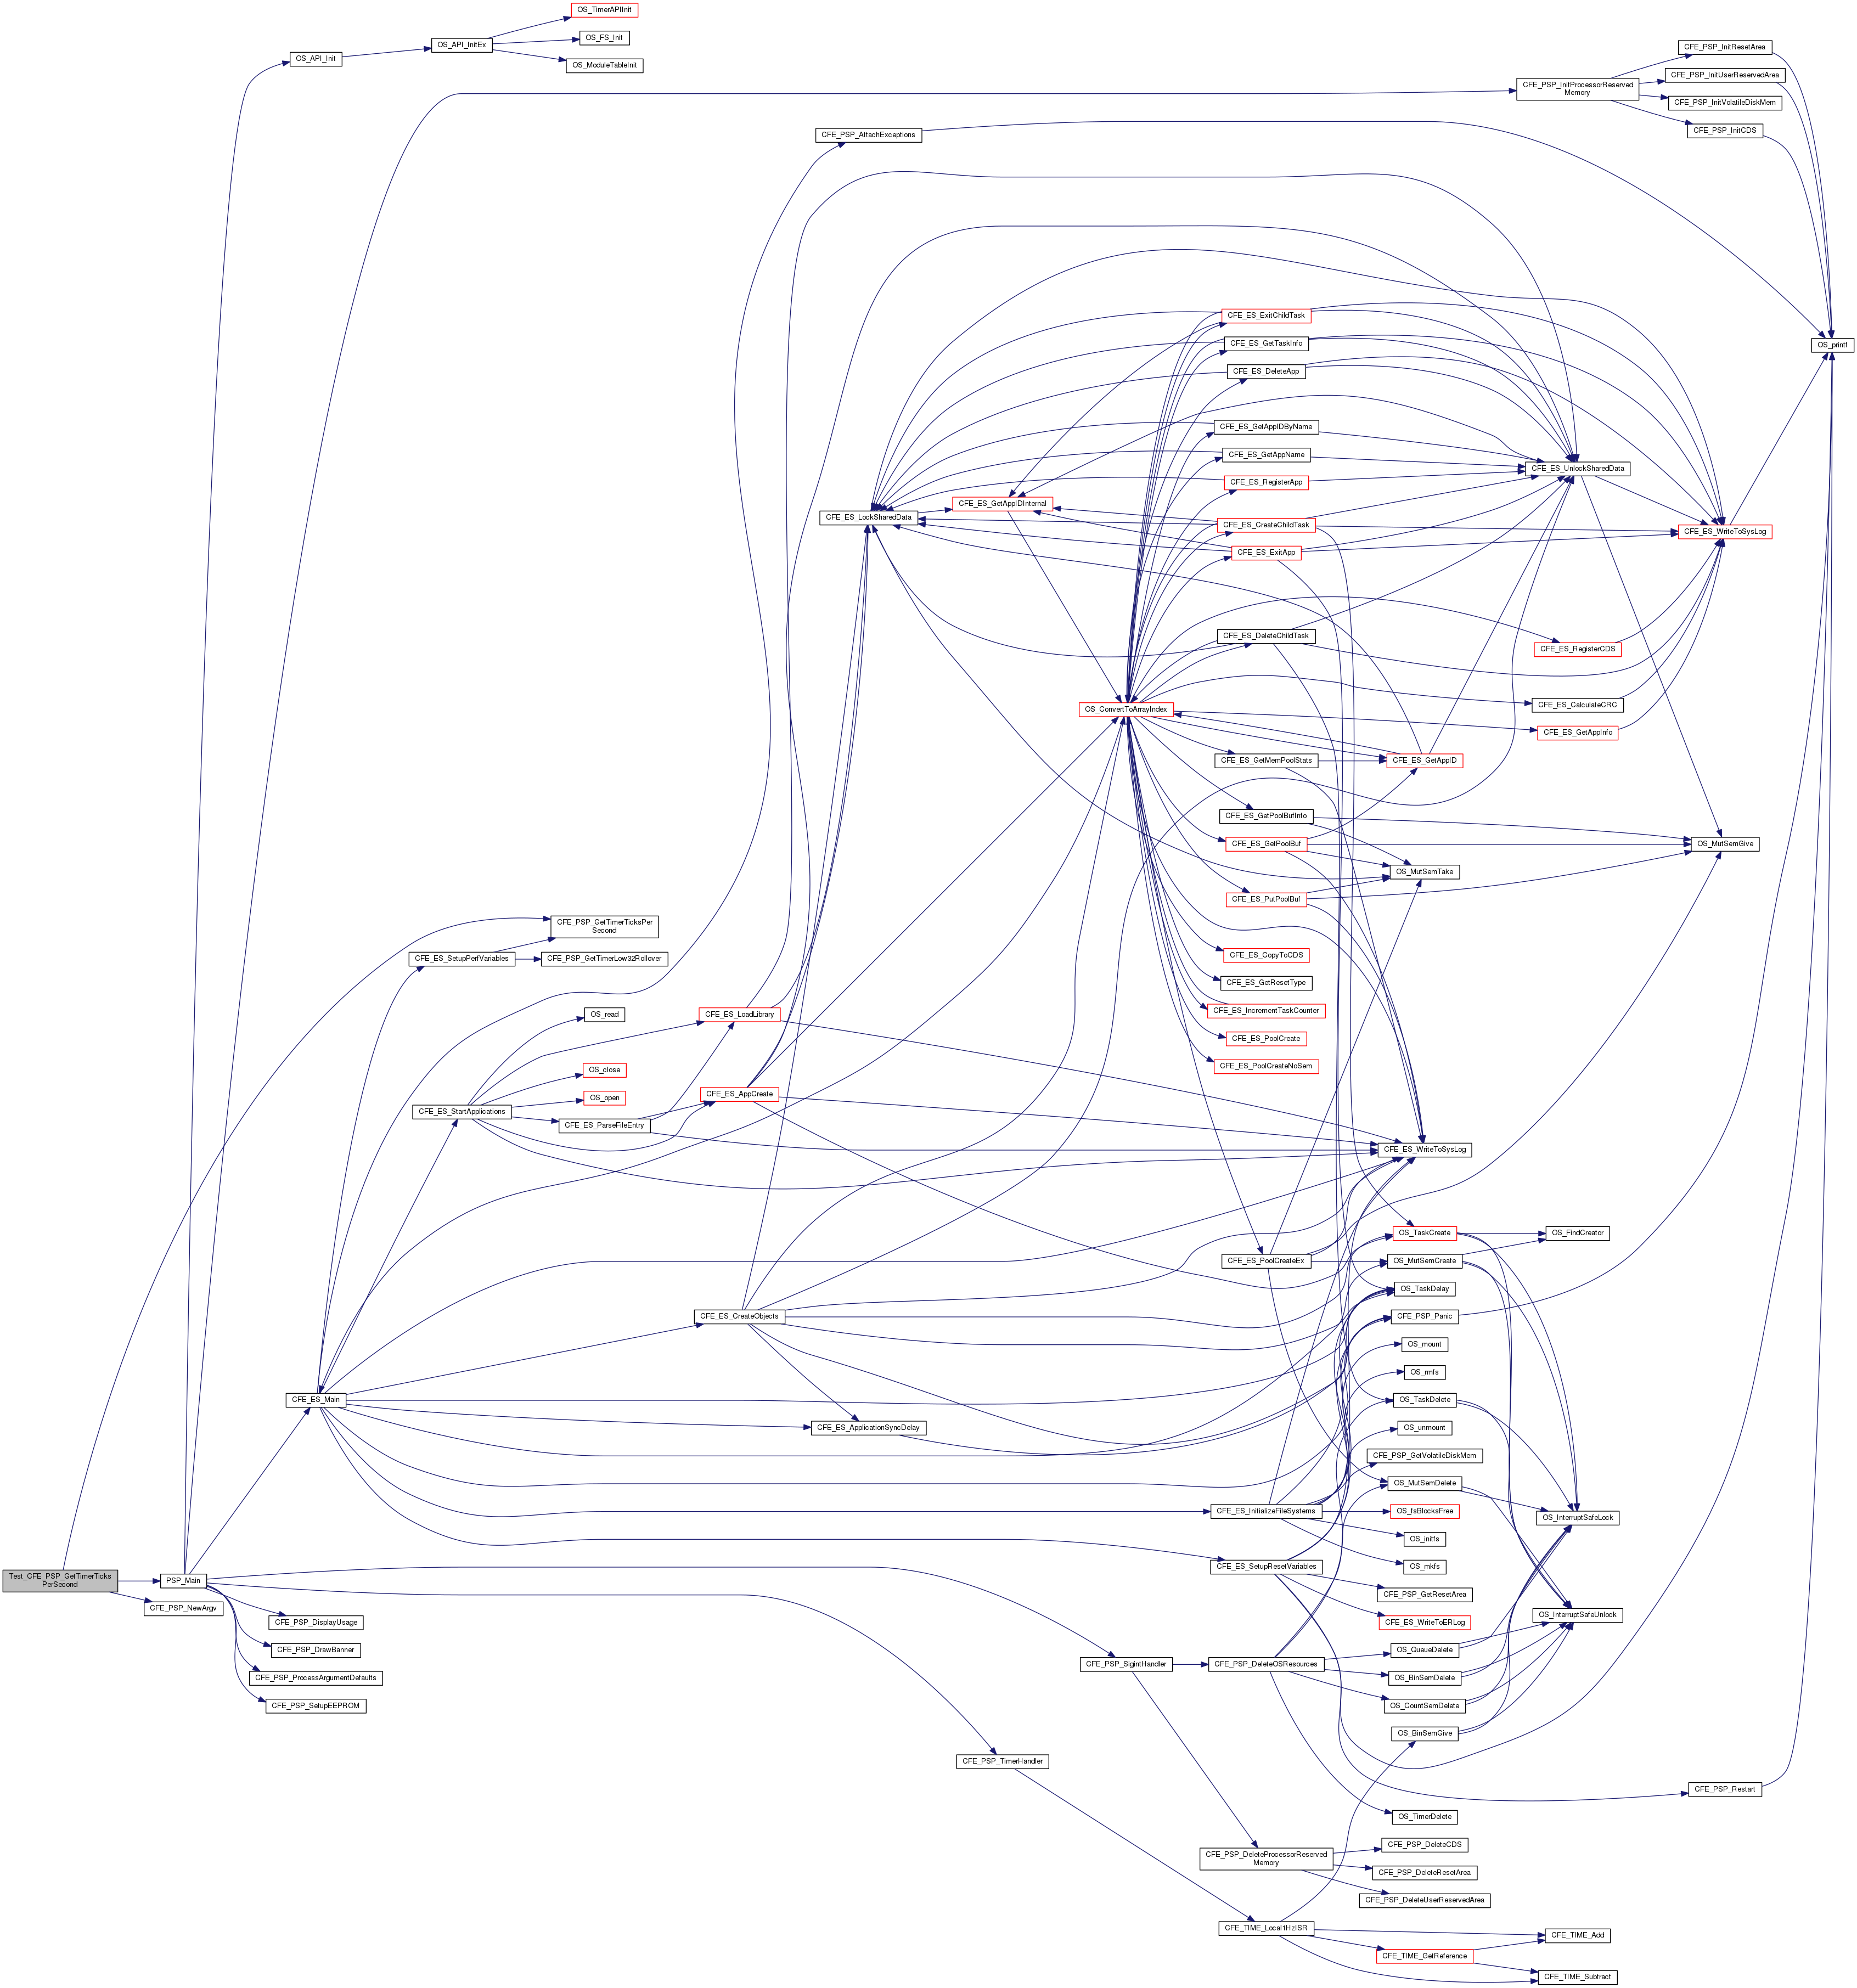 OS_TimerAPIInit
OS_FS_Init
OS_API_InitEx
OS_API_Init
OS_ModuleTableInit
CFE_PSP_InitResetArea
CFE_PSP_InitUserReservedArea
CFE_PSP_InitProcessorReserved
Memory
CFE_PSP_InitVolatileDiskMem
CFE_PSP_InitCDS
CFE_PSP_AttachExceptions
CFE_ES_ExitChildTask
CFE_ES_GetTaskInfo
OS_printf
CFE_ES_DeleteApp
CFE_ES_GetAppIDByName
CFE_ES_GetAppName
CFE_ES_UnlockSharedData
CFE_ES_RegisterApp
CFE_ES_GetAppIDInternal
CFE_ES_LockSharedData
CFE_ES_CreateChildTask
CFE_ES_WriteToSysLog
CFE_ES_ExitApp
CFE_ES_DeleteChildTask
CFE_ES_RegisterCDS
OS_ConvertToArrayIndex
CFE_ES_CalculateCRC
CFE_ES_GetAppInfo
CFE_ES_GetMemPoolStats
CFE_ES_GetAppID
CFE_ES_GetPoolBufInfo
CFE_ES_GetPoolBuf
OS_MutSemGive
OS_MutSemTake
CFE_ES_PutPoolBuf
CFE_PSP_GetTimerTicksPer
Second
CFE_ES_SetupPerfVariables
CFE_PSP_GetTimerLow32Rollover
CFE_ES_CopyToCDS
CFE_ES_GetResetType
CFE_ES_IncrementTaskCounter
OS_read
CFE_ES_LoadLibrary
CFE_ES_PoolCreate
CFE_ES_PoolCreateNoSem
OS_close
OS_open
CFE_ES_AppCreate
CFE_ES_StartApplications
CFE_ES_ParseFileEntry
CFE_ES_WriteToSysLog
OS_TaskCreate
OS_FindCreator
CFE_ES_PoolCreateEx
OS_MutSemCreate
OS_TaskDelay
CFE_ES_CreateObjects
CFE_PSP_Panic
OS_mount
OS_rmfs
CFE_ES_Main
OS_TaskDelete
CFE_ES_ApplicationSyncDelay
OS_unmount
CFE_PSP_GetVolatileDiskMem
OS_MutSemDelete
CFE_ES_InitializeFileSystems
OS_fsBlocksFree
OS_InterruptSafeLock
OS_initfs
CFE_ES_SetupResetVariables
OS_mkfs
Test_CFE_PSP_GetTimerTicks
PerSecond
PSP_Main
CFE_PSP_GetResetArea
CFE_PSP_NewArgv
CFE_PSP_DisplayUsage
CFE_ES_WriteToERLog
OS_InterruptSafeUnlock
CFE_PSP_DrawBanner
OS_QueueDelete
CFE_PSP_SigintHandler
CFE_PSP_DeleteOSResources
CFE_PSP_ProcessArgumentDefaults
OS_BinSemDelete
CFE_PSP_SetupEEPROM
OS_CountSemDelete
OS_BinSemGive
CFE_PSP_TimerHandler
CFE_PSP_Restart
OS_TimerDelete
CFE_PSP_DeleteCDS
CFE_PSP_DeleteProcessorReserved
Memory
CFE_PSP_DeleteResetArea
CFE_PSP_DeleteUserReservedArea
CFE_TIME_Local1HzISR
CFE_TIME_Add
CFE_TIME_GetReference
CFE_TIME_Subtract